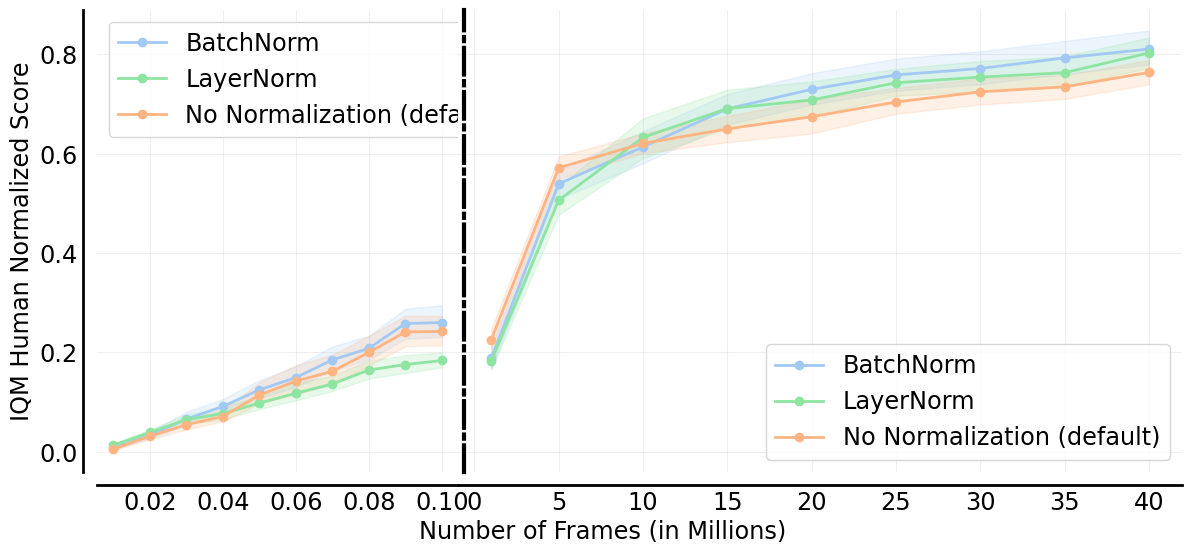 IQM Human Normalized Score
0.8
0.6
0.4
0.2
0.0
BatchNorm
LayerNorm
No Normalization (defa
0.02 0.04 0.06 0.08 0.100 0 5 10 15 20 25 30 35 40
BatchNorm
LayerNorm
No Normalization (default)
Number of Frames (in Millions)